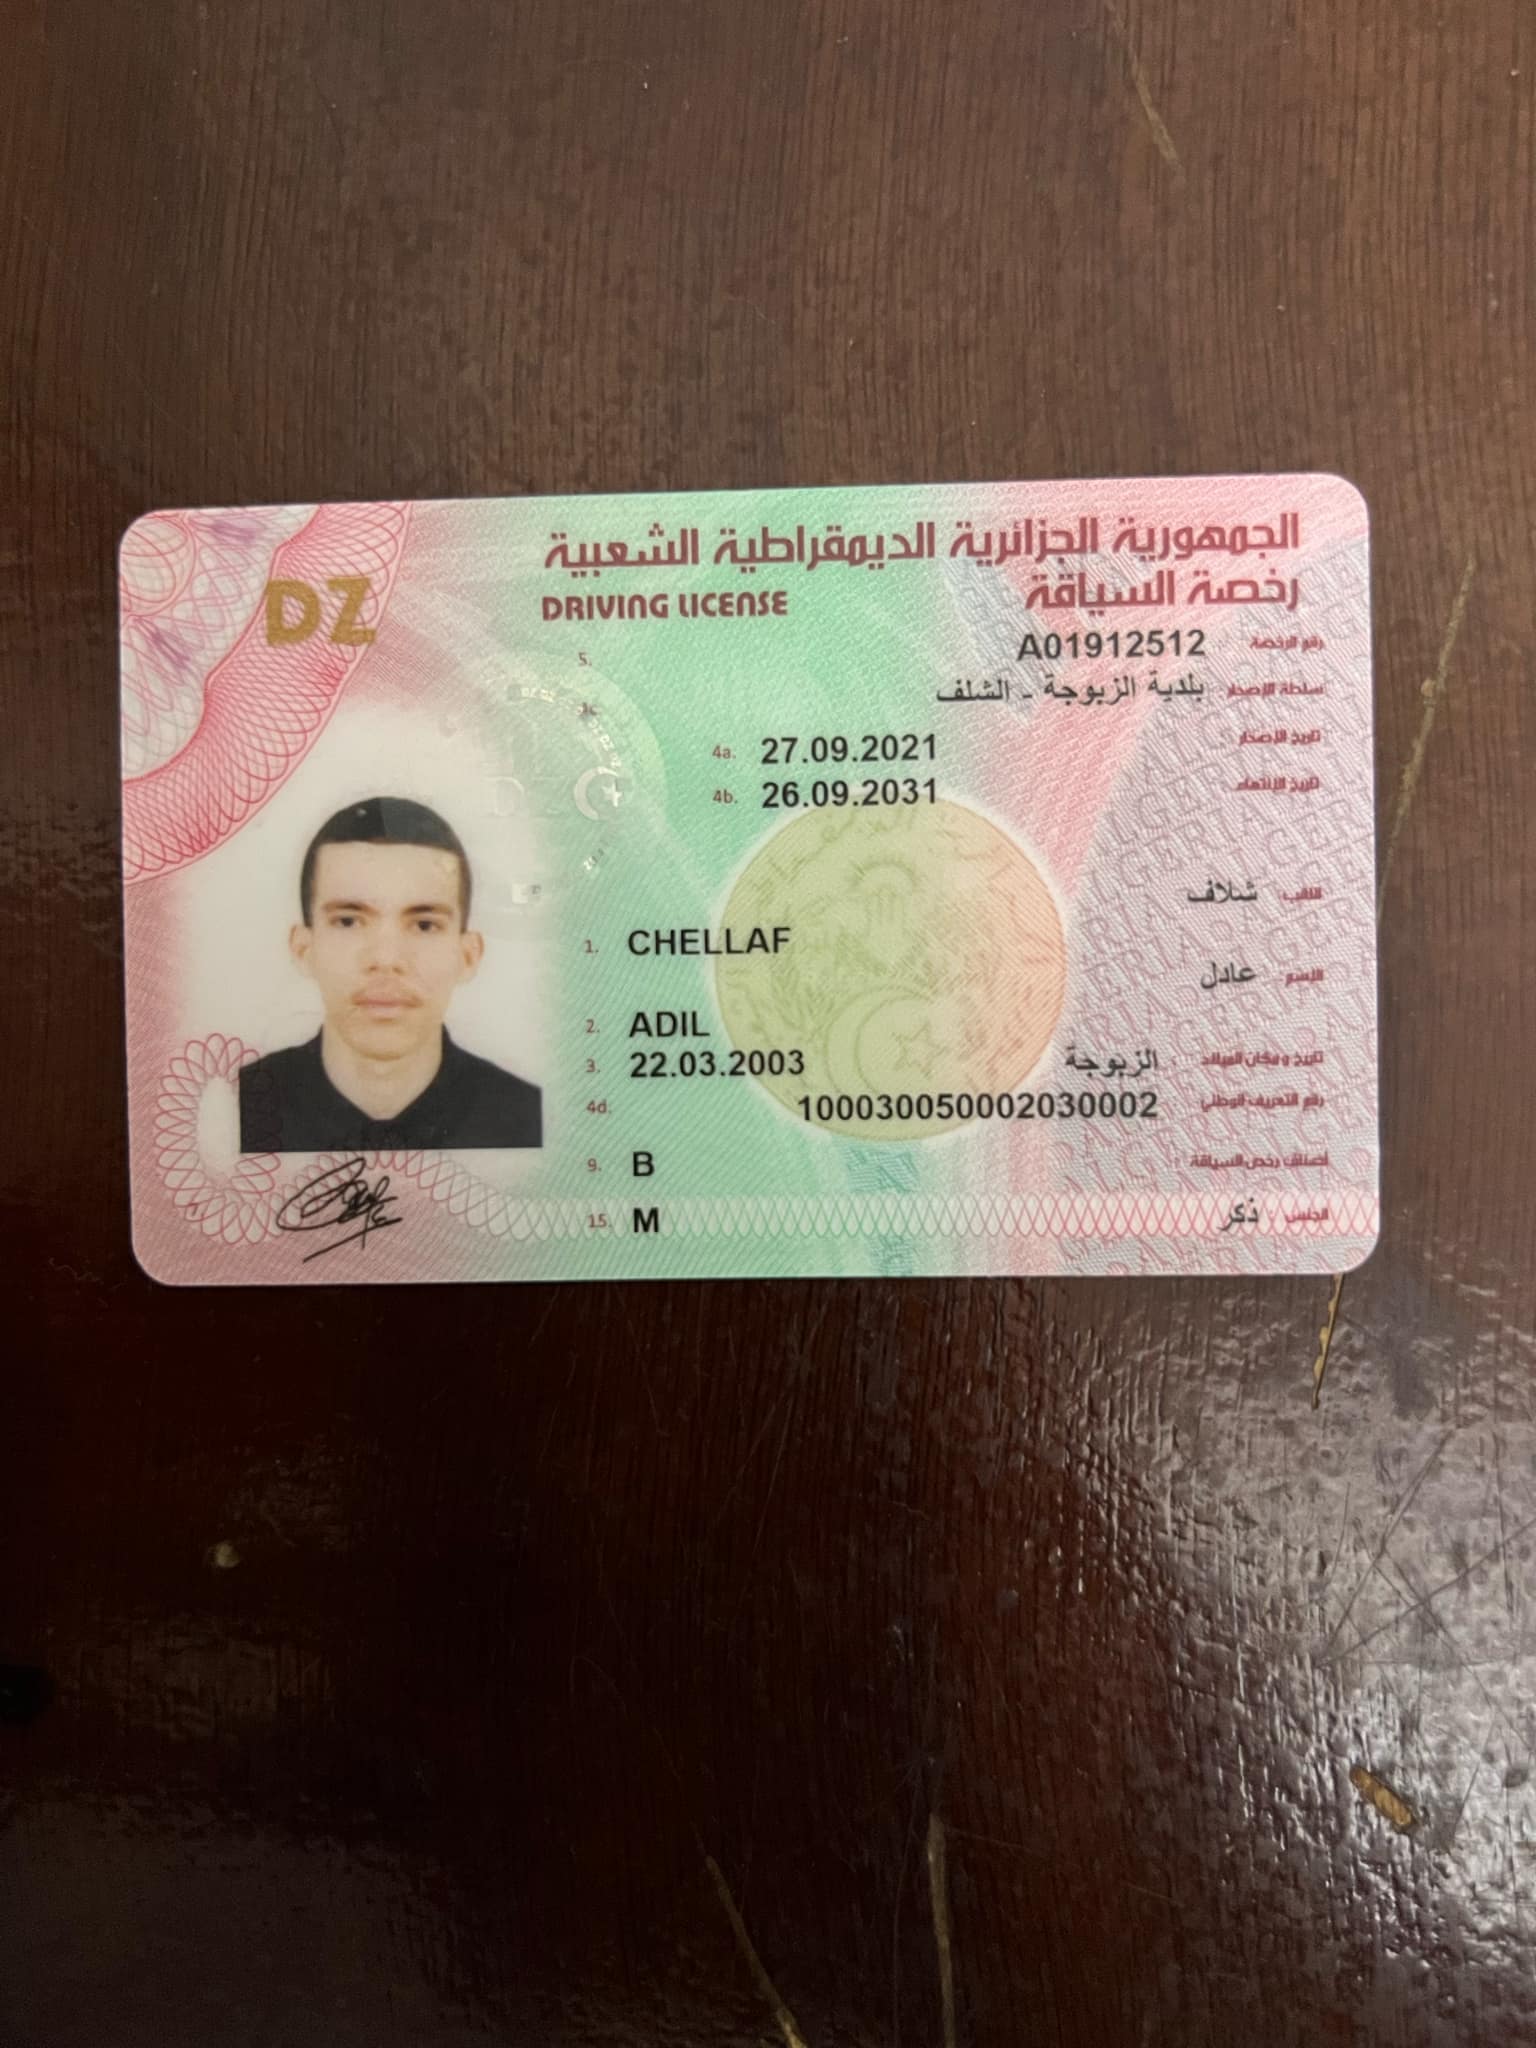 الجمهورية الجزائرية الديمقراطية الشعبية
رخصة السياقة
DRIVING LICENSE
DZ
5. A01912512 رقم الرخصة
بلدية الزبوجة - الشلف سلطة الإصدار
4a. 27.09.2021 تاريخ الإصدار
4b. 26.09.2031 تاريخ الإنتهاء
شلاف اللقب
1. CHELLAF
عادل الإسم
2. ADIL
3. 22.03.2003 الزبوجة تاريخ و مكان الميلاد
4d. 100030050002030002 رقم التعريف الوطني
9. B أصناف رخص السياقة
15. M ذكر الجنس :